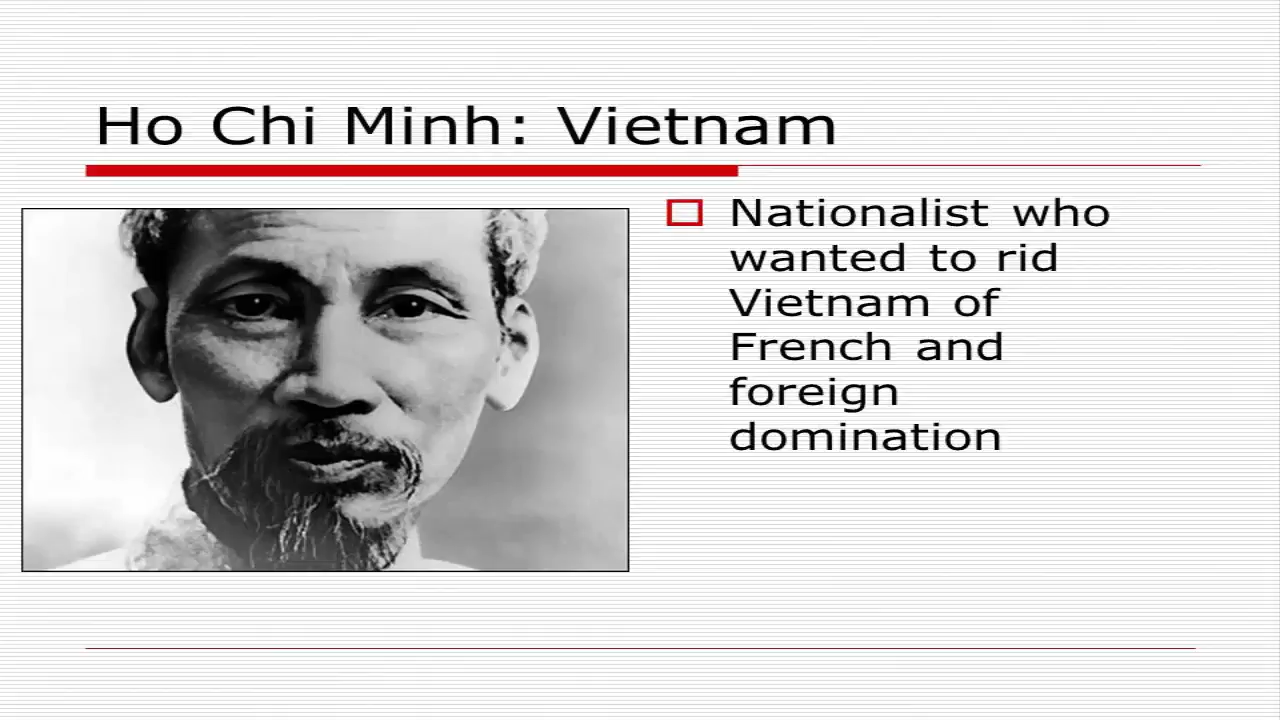 Ho Chi Minh: Vietnam
Nationalist who
wanted to rid
Vietnam of
French and
foreign
domination